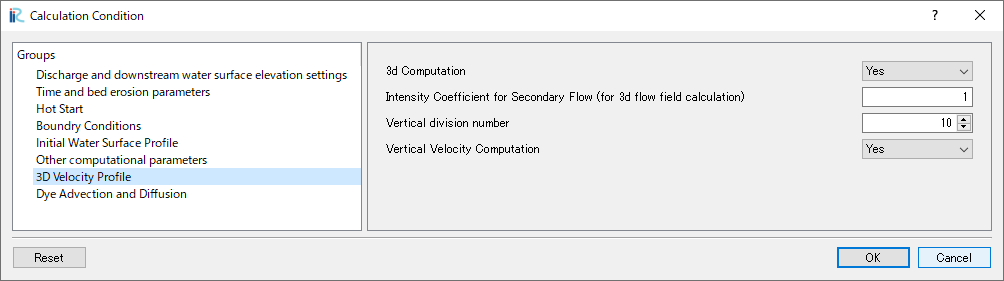 Calculation Condition
?
Groups
Discharge and downstream water surface elevation settings
Time and bed erosion parameters
Hot Start
Boundry Conditions
Initial Water Surface Profile
Other computational parameters
3D Velocity Profile
Dye Advection and Diffusion
3d Computation Yes
Intensity Coefficient for Secondary Flow (for 3d flow field calculation) 1
Vertical division number 10
Vertical Velocity Computation Yes
Reset OK Cancel